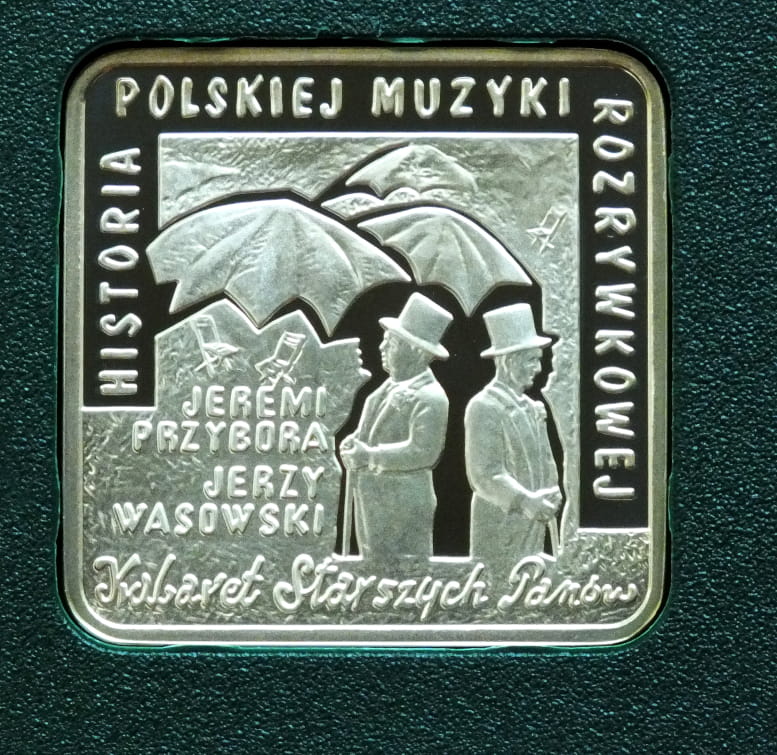 HISTORIA
POLSKIEJ MUZYKI
ROZRYWKOWEJ
JEREMI
PRZYBORA
JERZY
WASOWSKI
Kabaret Starszych Panów